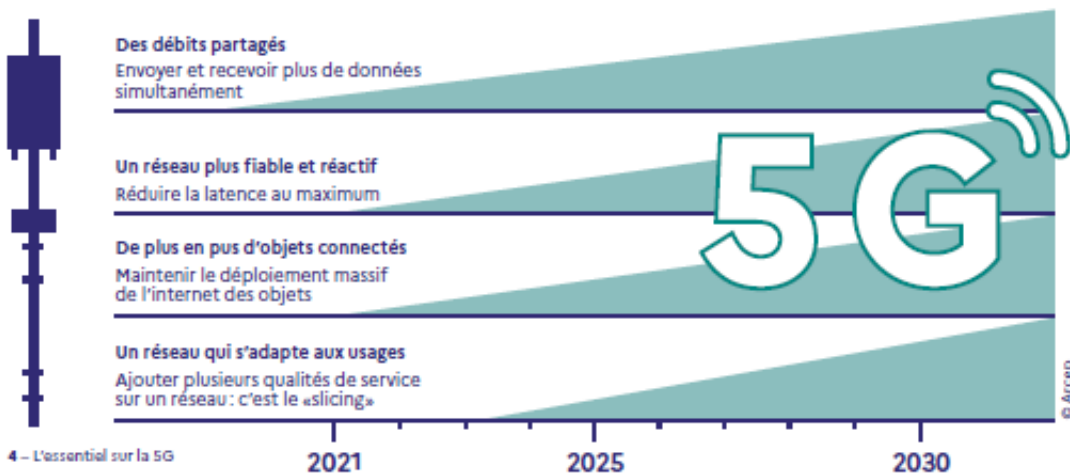 Des débits partagés
Envoyer et recevoir plus de données
simultanément
Un réseau plus fiable et réactif
Réduire la latence au maximum
5G
De plus en pus d'objets connectés
Maintenir le déploiement massif
de l'internet des objets
Un réseau qui s'adapte aux usages
Ajouter plusieurs qualités de service
sur un réseau : c'est le «slicing»
© Arcep
4 – L'essentiel sur la 5G
2021
2025
2030